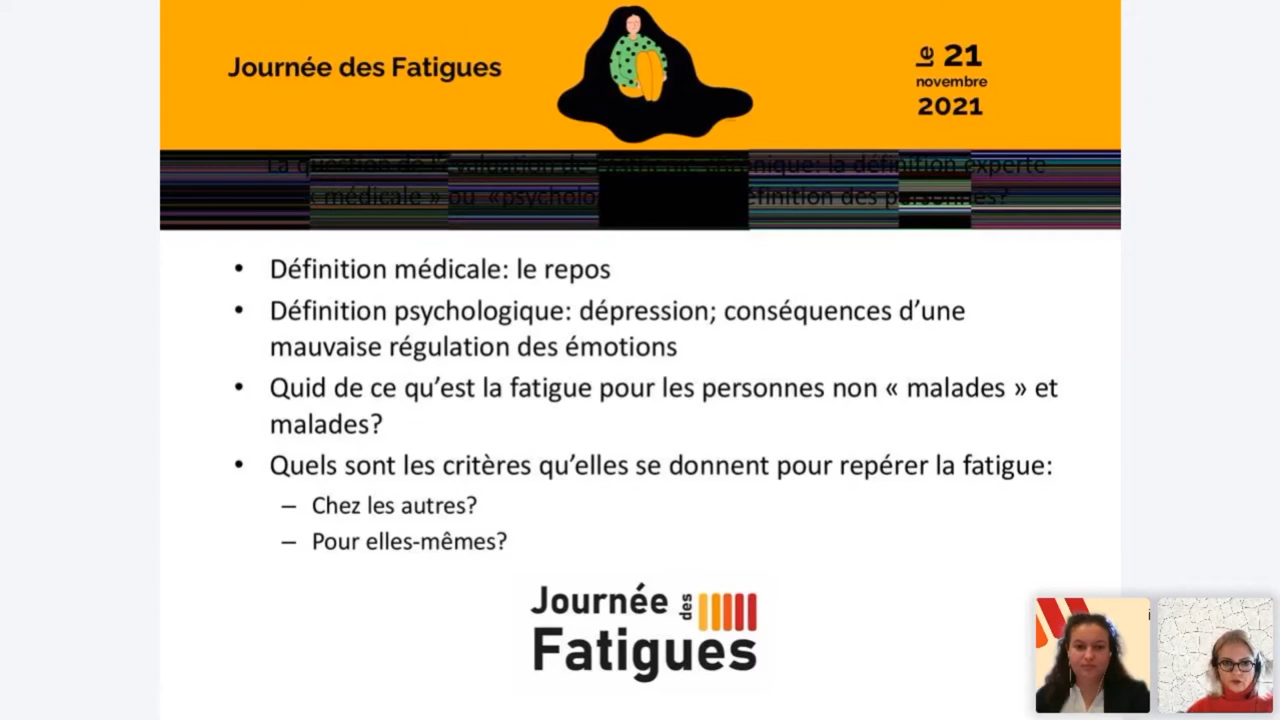 Journée des Fatigues
le 21
novembre
2021
La question de l'évaluation de chronique: la définition experte
« médicale » ou «psycholo définition des personnes?
• Définition médicale: le repos
• Définition psychologique: dépression; conséquences d’une
mauvaise régulation des émotions
• Quid de ce qu’est la fatigue pour les personnes non « malades » et
malades?
• Quels sont les critères qu’elles se donnent pour repérer la fatigue:
– Chez les autres?
– Pour elles-mêmes?
Journée des
Fatigues